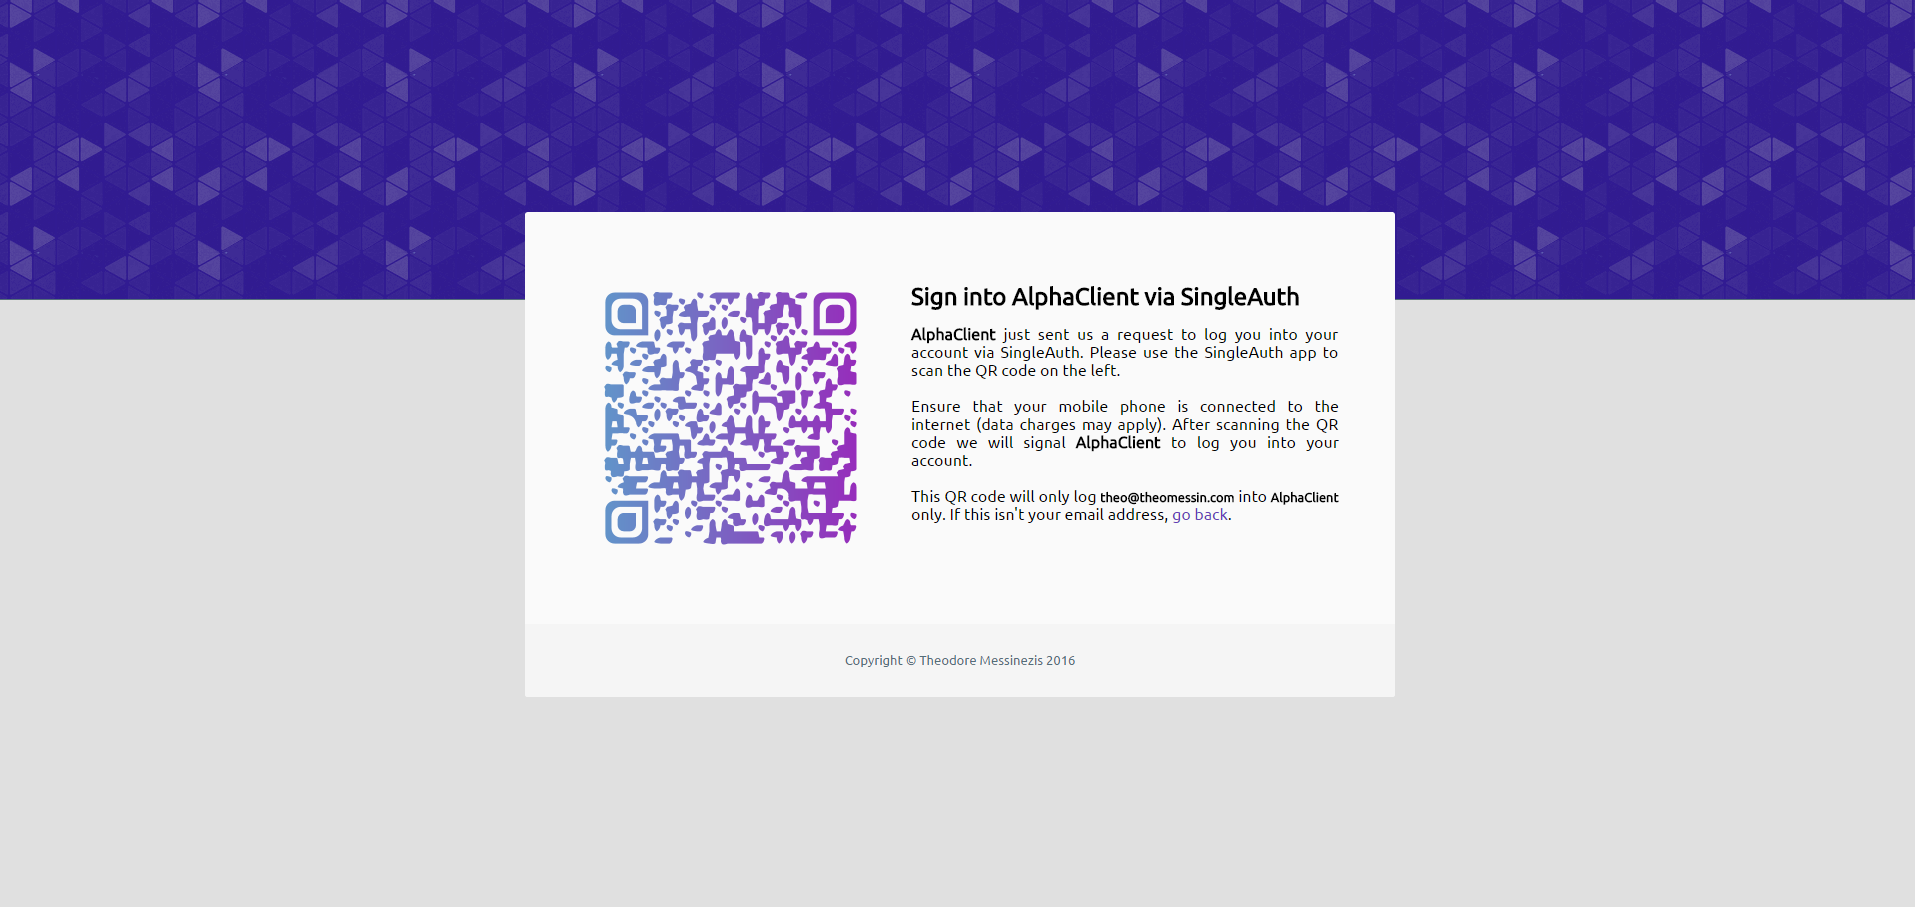 Sign into AlphaClient via SingleAuth
AlphaClient just sent us a request to log you into your
account via SingleAuth. Please use the SingleAuth app to
scan the QR code on the left.
Ensure that your mobile phone is connected to the
internet (data charges may apply). After scanning the QR
code we will signal AlphaClient to log you into your
account.
This QR code will only log theo@theomessin.com into AlphaClient
only. If this isn't your email address, go back.
Copyright © Theodore Messinezis 2016